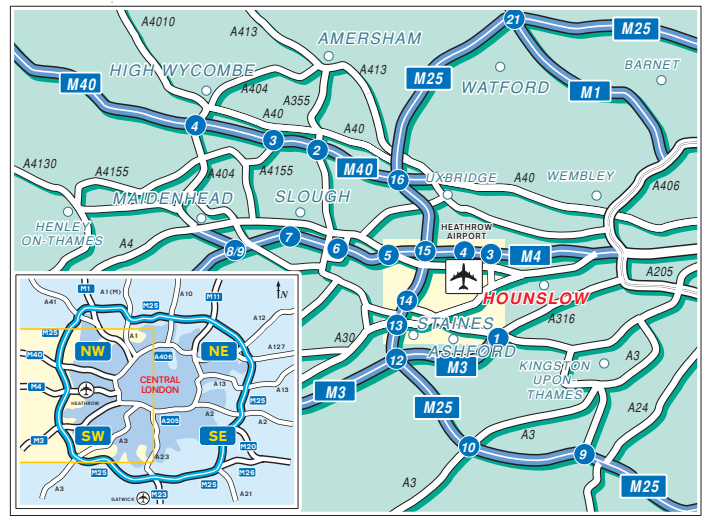 A4010
A413
AMERSHAM
21
M25
M40
HIGH WYCOMBE
A413
M25
WATFORD
BARNET
A404
A355
M1
4
A40
3
A40
2
M40
A4130
A4155
A404
A4155
16
UXBRIDGE
A40
WEMBLEY
A406
MAIDENHEAD
SLOUGH
HENLEY
ON-THAMES
A4
HEATHROW
AIRPORT
8/9
7
6
5
15
4
3
M4
A205
14
HOUNSLOW
A316
13
STAINES
1
A30
12
ASHFORD
M3
A3
KINGSTON
UPON-
THAMES
M3
M25
A24
10
A3
9
A3
M25
M1
A1(M)
A10
M11
N
A41
M25
A12
M25
A1
NW
NE
A127
M40
A406
M4
CENTRAL
LONDON
A13
A13
HEATHROW
M25
A205
A2
A2
M3
SW
A3
SE
M20
A23
M25
M26
A3
M25
M25
GATWICK
M23
A21